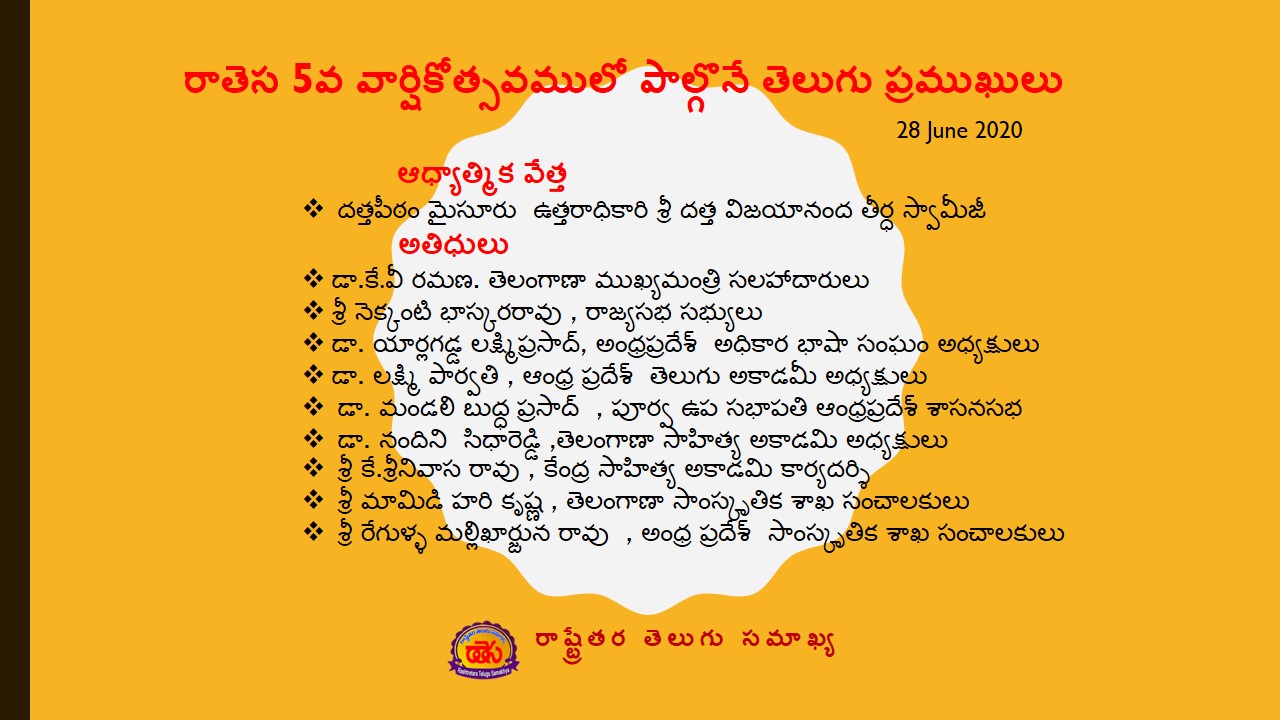 రాతెస 5వ వార్షికోత్సవములో పాల్గొనే తెలుగు ప్రముఖులు
28 June 2020
ఆధ్యాత్మిక వేత్త
❖ దత్తపీఠం మైసూరు ఉత్తరాధికారి శ్రీ దత్త విజయానంద తీర్ధ స్వామీజీ
అతిధులు
❖ డా.కే.వీ రమణ. తెలంగాణా ముఖ్యమంత్రి సలహాదారులు
❖ శ్రీ నెక్కంటి భాస్కరరావు , రాజ్యసభ సభ్యులు
❖ డా. యార్లగడ్డ లక్ష్మిప్రసాద్, అంధ్రప్రదేశ్ అధికార భాషా సంఘం అధ్యక్షులు
❖ డా. లక్ష్మి పార్వతి , ఆంధ్ర ప్రదేశ్ తెలుగు అకాడమీ అధ్యక్షులు
❖ డా. మండలి బుద్ధ ప్రసాద్ , పూర్వ ఉప సభాపతి ఆంధ్రప్రదేశ్ శాసనసభ
❖ డా. నందిని సిధారెడ్డి ,తెలంగాణా సాహిత్య అకాడమి అధ్యక్షులు
❖ శ్రీ కే.శ్రీనివాస రావు , కేంద్ర సాహిత్య అకాడమి కార్యదర్శి
❖ శ్రీ మామిడి హరి కృష్ణ , తెలంగాణా సాంస్కృతిక శాఖ సంచాలకులు
❖ శ్రీ రేగుళ్ళ మల్లిఖార్జున రావు , అంధ్ర ప్రదేశ్ సాంస్కృతిక శాఖ సంచాలకులు
రాష్ట్రేతర తెలుగు సమాఖ్య
రాతెస
Rashtretara Telugu Samakhya